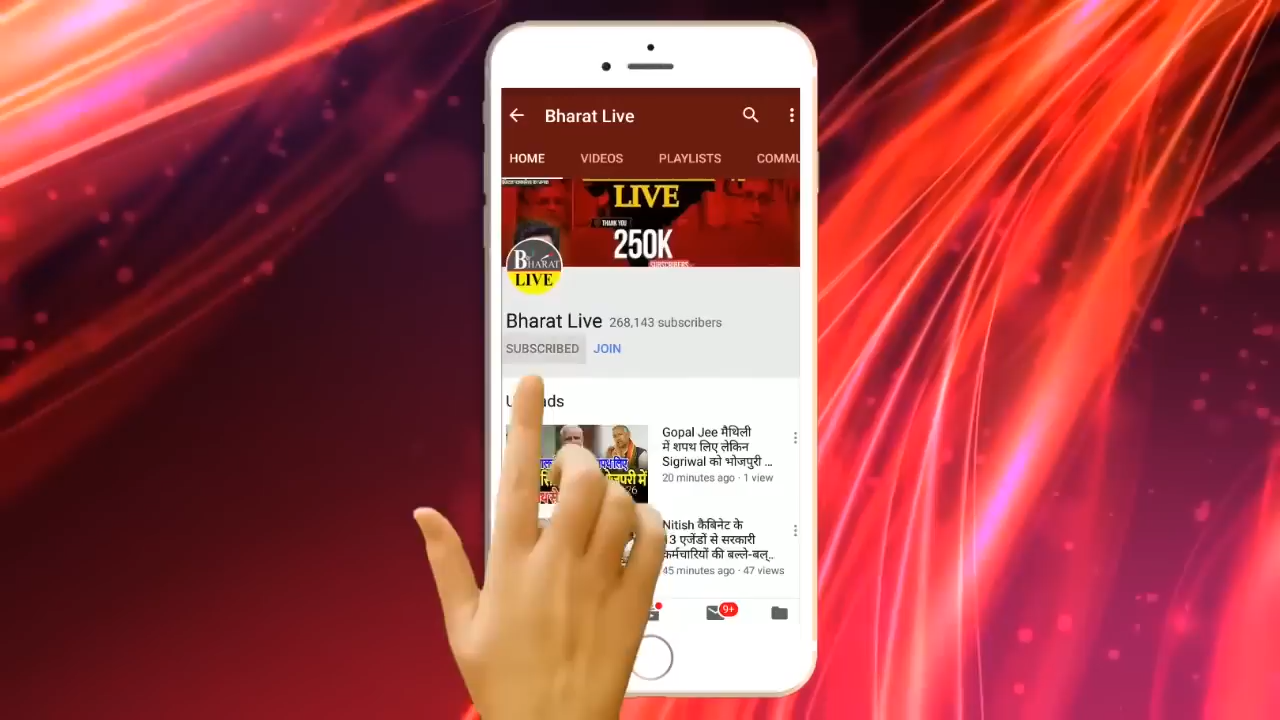 Bharat Live
HOME
VIDEOS
PLAYLISTS
COMMU
LIVE
THANK YOU
250K
SUBSCRIBERS
BHARAT
LIVE
Bharat Live 268,143 subscribers
SUBSCRIBED
JOIN
Gopal Jee मैथिली
में शपथ लिए लेकिन
Sigriwal को भोजपुरी ...
20 minutes ago · 1 view
Nitish कैबिनेट के
13 एजेंडों से सरकारी
कर्मचारियों की बल्ले-बल्..
45 minutes ago · 47 views
9+